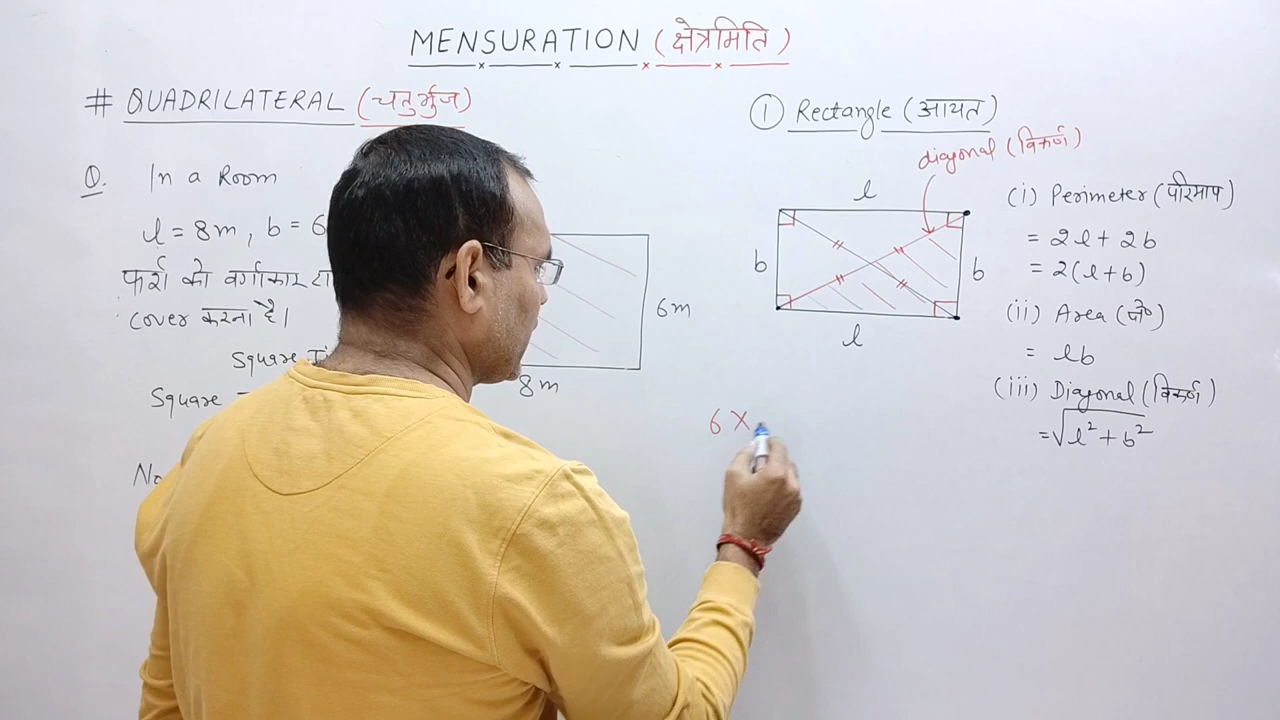 MENSURATION (क्षेत्रमिति)
# QUADRILATERAL (चतुर्भुज)
Q. In a Room
l = 8m, b = 6
फर्श को वर्गाकार
cover करना है।
Square
Square
No
6m
8m
6 ×
① Rectangle (आयत)
diagonal (विकर्ण)
l
b
b
l
(i) Perimeter (परिमाप)
= 2l + 2b
= 2(l+b)
(ii) Area (क्षे०)
= lb
(iii) Diagonal (विकर्ण)
= √l² + b²